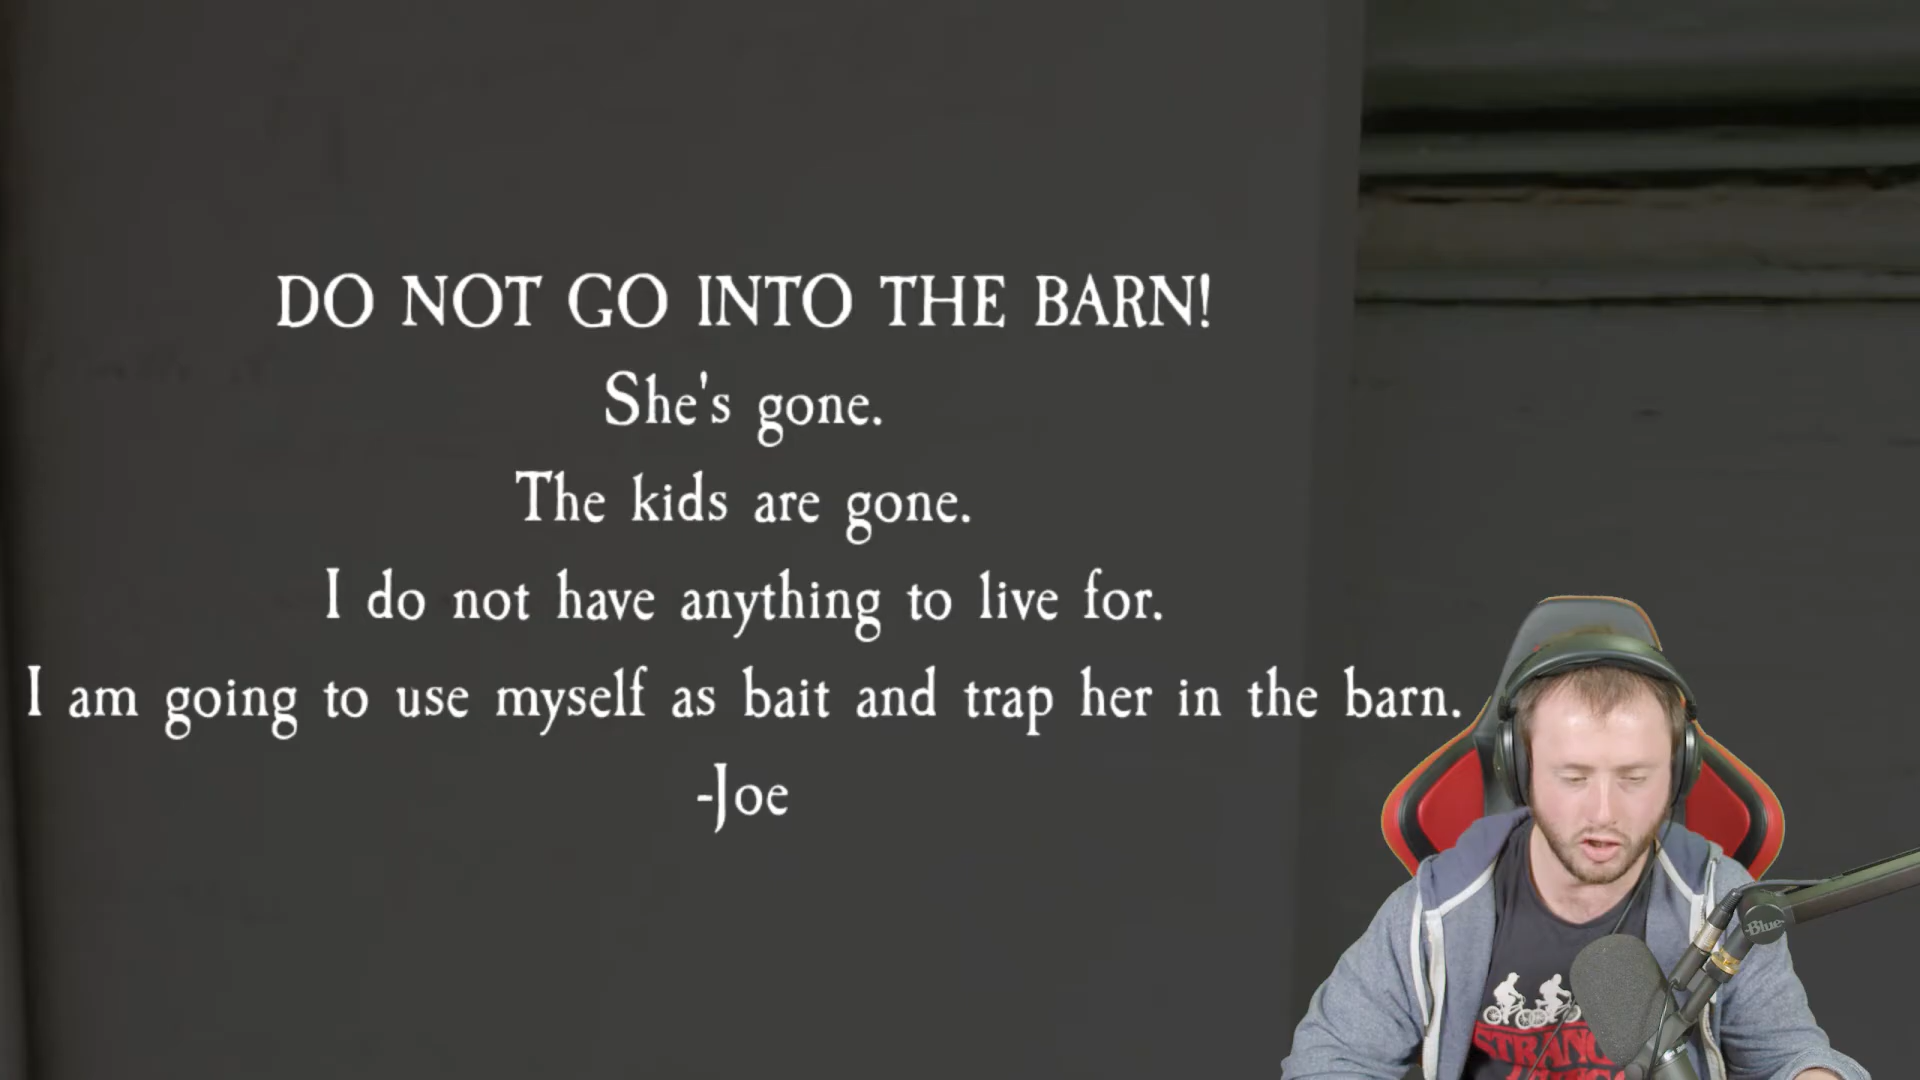 DO NOT GO INTO THE BARN!
She's gone.
The kids are gone.
I do not have anything to live for.
I am going to use myself as bait and trap her in the barn.
-Joe
Blue